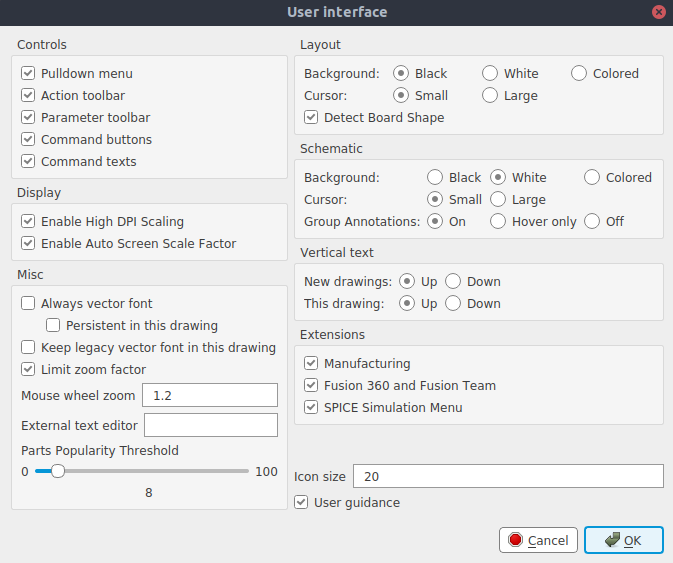 User interface
Controls
Pulldown menu
Action toolbar
Parameter toolbar
Command buttons
Command texts
Display
Enable High DPI Scaling
Enable Auto Screen Scale Factor
Misc
Always vector font
Persistent in this drawing
Keep legacy vector font in this drawing
Limit zoom factor
Mouse wheel zoom 1.2
External text editor
Parts Popularity Threshold
0 100
8
Layout
Background: Black White Colored
Cursor: Small Large
Detect Board Shape
Schematic
Background: Black White Colored
Cursor: Small Large
Group Annotations: On Hover only Off
Vertical text
New drawings: Up Down
This drawing: Up Down
Extensions
Manufacturing
Fusion 360 and Fusion Team
SPICE Simulation Menu
Icon size 20
User guidance
Cancel OK